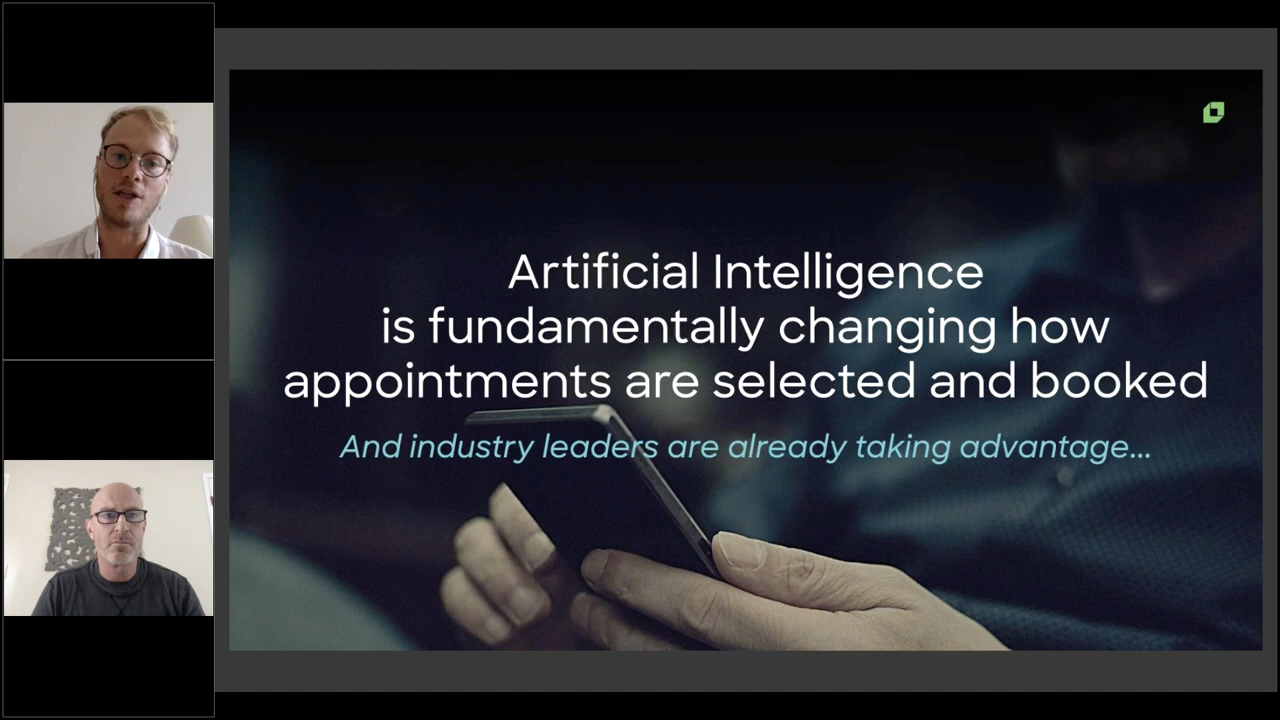 Artificial Intelligence
is fundamentally changing how
appointments are selected and booked
And industry leaders are already taking advantage...